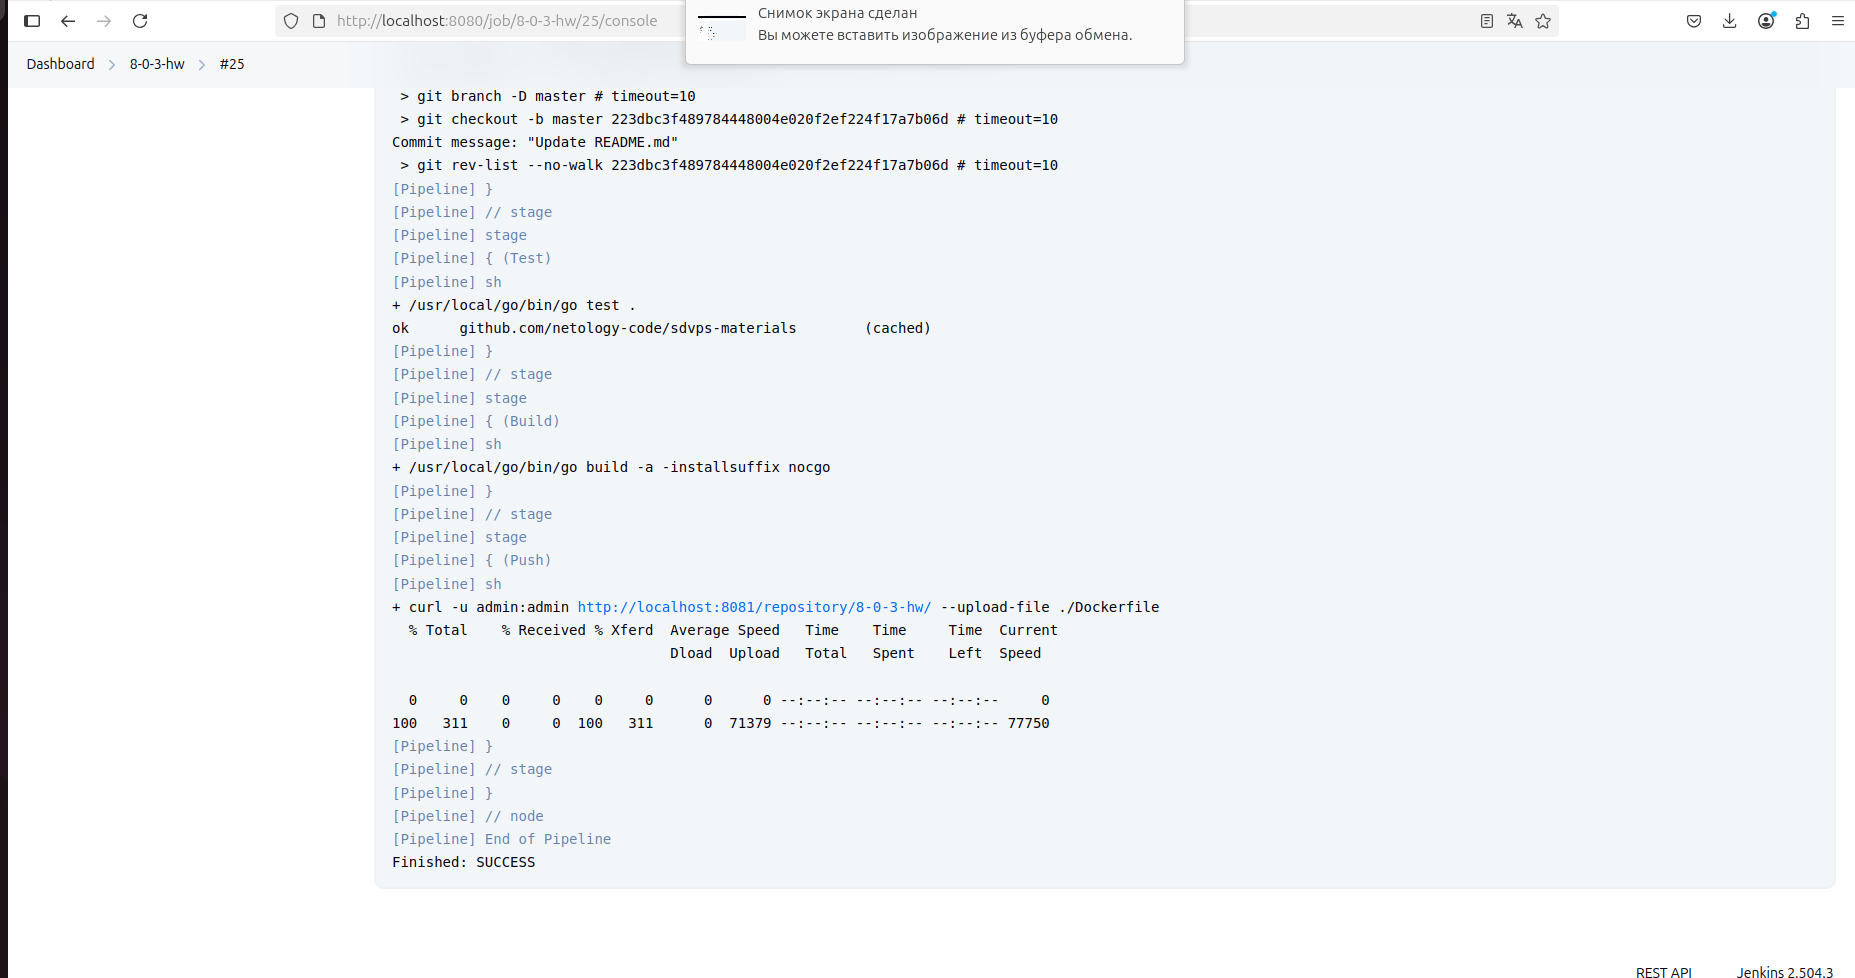 http://localhost:8080/job/8-0-3-hw/25/console
Снимок экрана сделан
Вы можете вставить изображение из буфера обмена.
Dashboard > 8-0-3-hw > #25
> git branch -D master # timeout=10
> git checkout -b master 223dbc3f489784448004e020f2ef224f17a7b06d # timeout=10
Commit message: "Update README.md"
> git rev-list --no-walk 223dbc3f489784448004e020f2ef224f17a7b06d # timeout=10
[Pipeline] }
[Pipeline] // stage
[Pipeline] stage
[Pipeline] { (Test)
[Pipeline] sh
+ /usr/local/go/bin/go test .
ok      github.com/netology-code/sdvps-materials        (cached)
[Pipeline] }
[Pipeline] // stage
[Pipeline] stage
[Pipeline] { (Build)
[Pipeline] sh
+ /usr/local/go/bin/go build -a -installsuffix nocgo
[Pipeline] }
[Pipeline] // stage
[Pipeline] stage
[Pipeline] { (Push)
[Pipeline] sh
+ curl -u admin:admin http://localhost:8081/repository/8-0-3-hw/ --upload-file ./Dockerfile
  % Total    % Received % Xferd  Average Speed   Time    Time     Time  Current
                                 Dload  Upload   Total   Spent    Left  Speed
  0     0    0     0    0     0      0      0 --:--:-- --:--:-- --:--:--     0
100   311    0     0  100   311      0  71379 --:--:-- --:--:-- --:--:-- 77750
[Pipeline] }
[Pipeline] // stage
[Pipeline] }
[Pipeline] // node
[Pipeline] End of Pipeline
Finished: SUCCESS
REST API    Jenkins 2.504.3